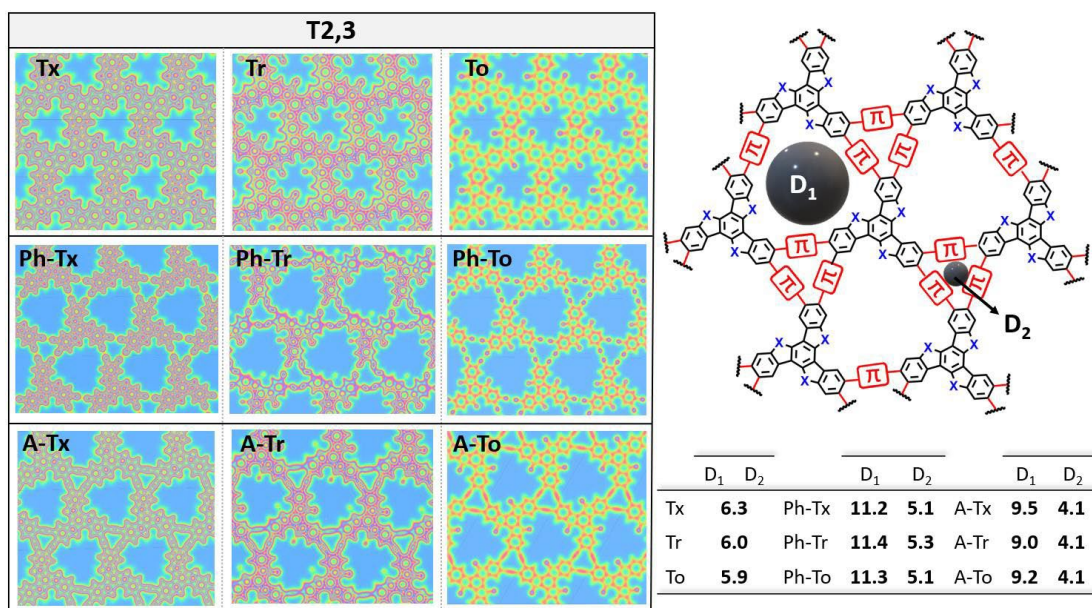 T2,3
Tx Tr To
Ph-Tx Ph-Tr Ph-To
A-Tx A-Tr A-To
X X
X X
X X
π
π π π π
D₁
X X X
X X X
X X X
π π
π π π π
D₂
X X
X X
X X
π
D₁ D₂ D₁ D₂ D₁ D₂
Tx 6.3 Ph-Tx 11.2 5.1 A-Tx 9.5 4.1
Tr 6.0 Ph-Tr 11.4 5.3 A-Tr 9.0 4.1
To 5.9 Ph-To 11.3 5.1 A-To 9.2 4.1